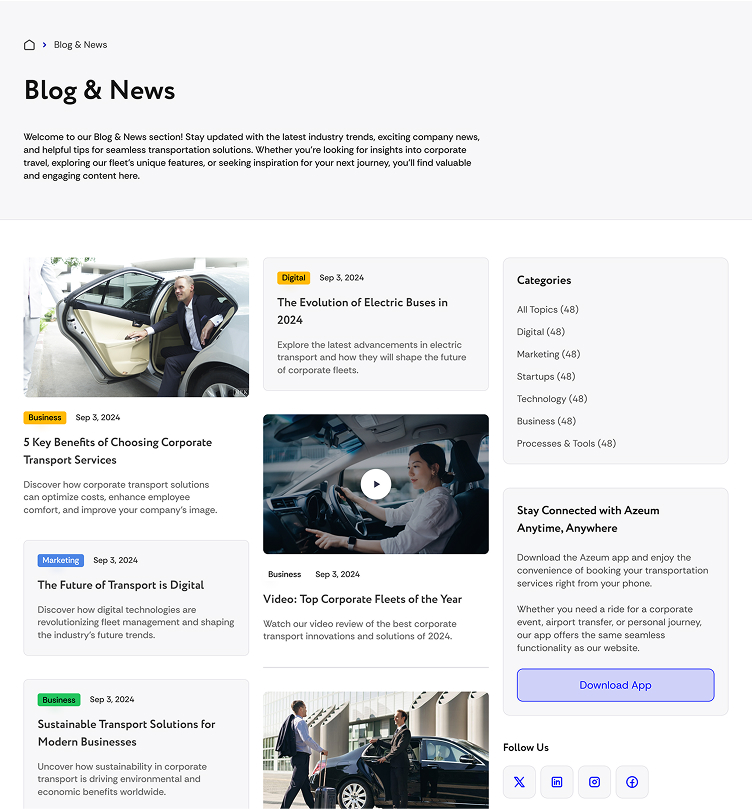 Blog & News
Blog & News
Welcome to our Blog & News section! Stay updated with the latest industry trends, exciting company news,
and helpful tips for seamless transportation solutions. Whether you're looking for insights into corporate
travel, exploring our fleet's unique features, or seeking inspiration for your next journey, you'll find valuable
and engaging content here.
Business Sep 3, 2024
5 Key Benefits of Choosing Corporate
Transport Services
Discover how corporate transport solutions
can optimize costs, enhance employee
comfort, and improve your company's image.
Marketing Sep 3, 2024
The Future of Transport is Digital
Discover how digital technologies are
revolutionizing fleet management and shaping
the industry's future trends.
Business Sep 3, 2024
Sustainable Transport Solutions for
Modern Businesses
Uncover how sustainability in corporate
transport is driving environmental and
economic benefits worldwide.
Digital Sep 3, 2024
The Evolution of Electric Buses in
2024
Explore the latest advancements in electric
transport and how they will shape the future
of corporate fleets.
Business Sep 3, 2024
Video: Top Corporate Fleets of the Year
Watch our video review of the best corporate
transport innovations and solutions of 2024.
Categories
All Topics (48)
Digital (48)
Marketing (48)
Startups (48)
Technology (48)
Business (48)
Processes & Tools (48)
Stay Connected with Azeum
Anytime, Anywhere
Download the Azeum app and enjoy the
convenience of booking your transportation
services right from your phone.
Whether you need a ride for a corporate
event, airport transfer, or personal journey,
our app offers the same seamless
functionality as our website.
Download App
Follow Us